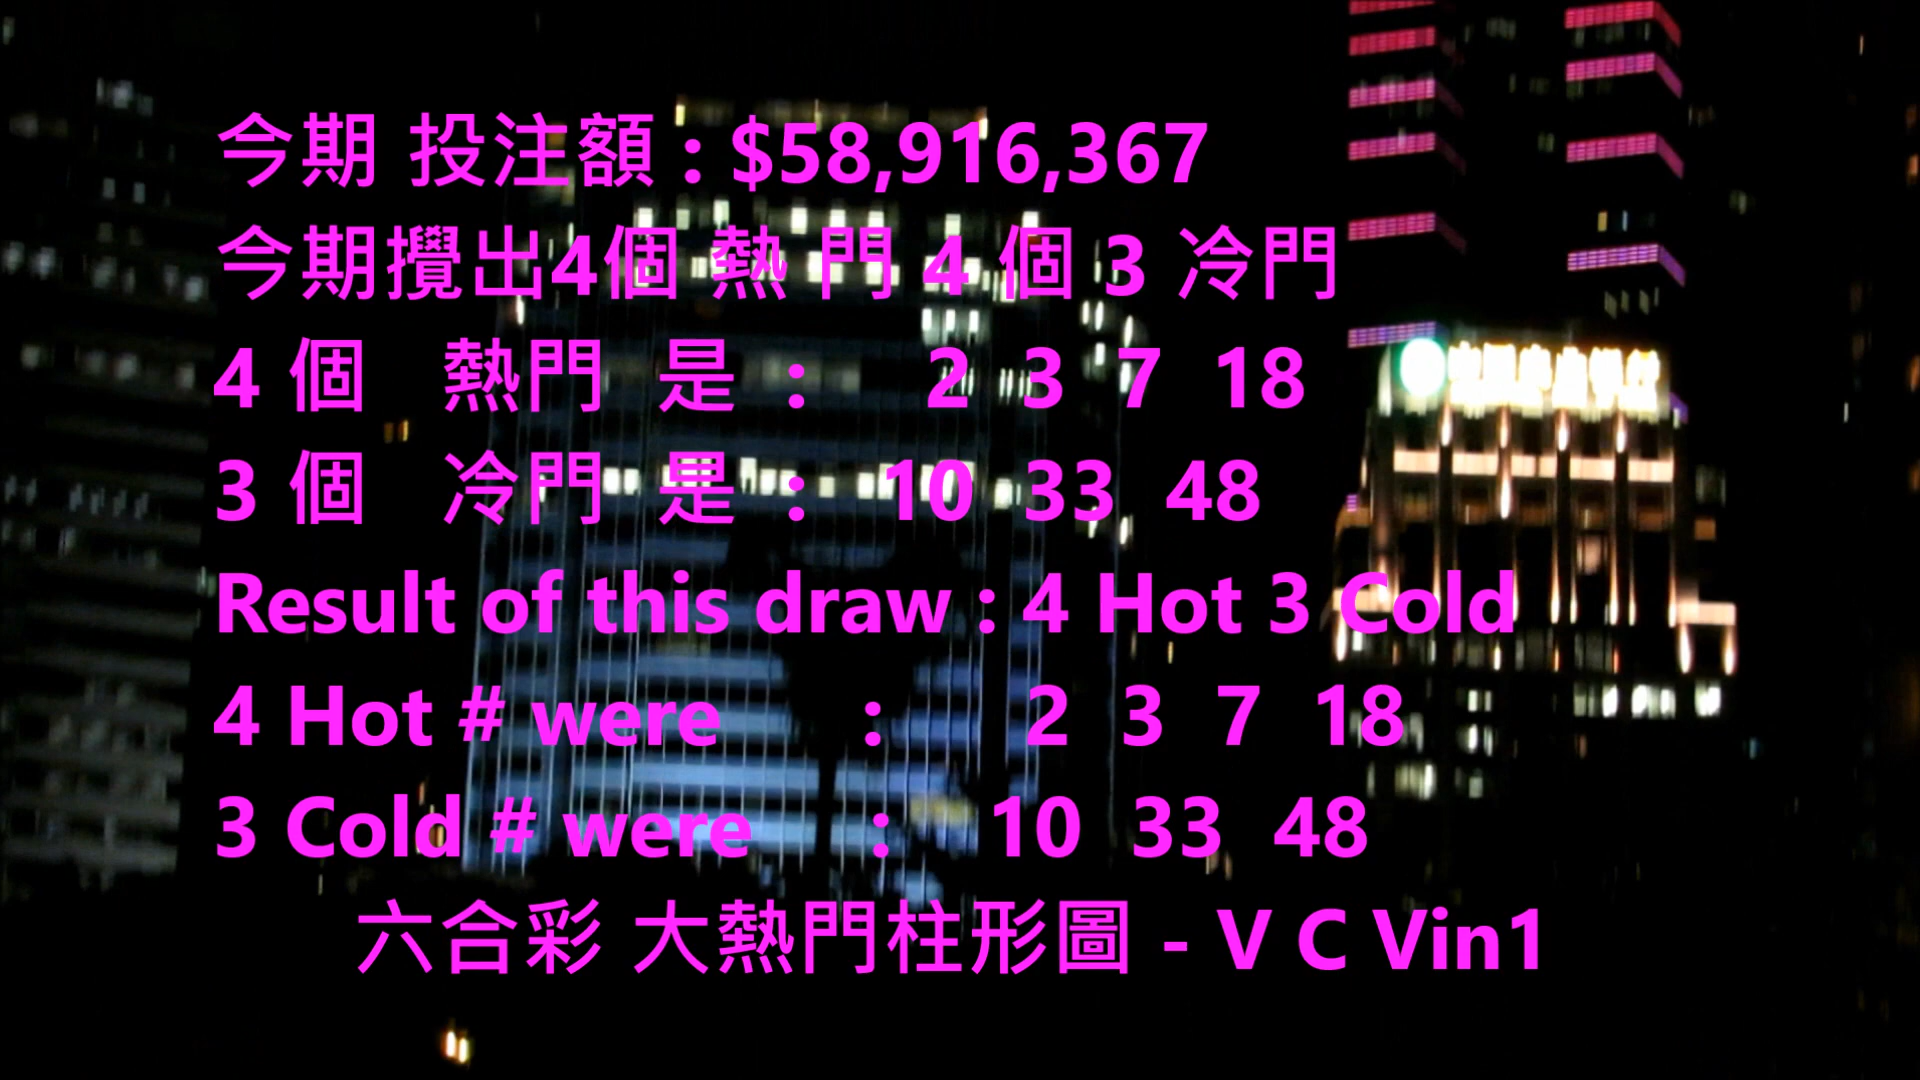 今期 投注額 : $58,916,367
今期攪出4個 熱 門 4 個 3 冷門
4 個 熱門 是 : 2 3 7 18
3 個 冷門 是 : 10 33 48
Result of this draw : 4 Hot 3 Cold
4 Hot # were : 2 3 7 18
3 Cold # were : 10 33 48
六合彩 大熱門柱形圖 - V C Vin1